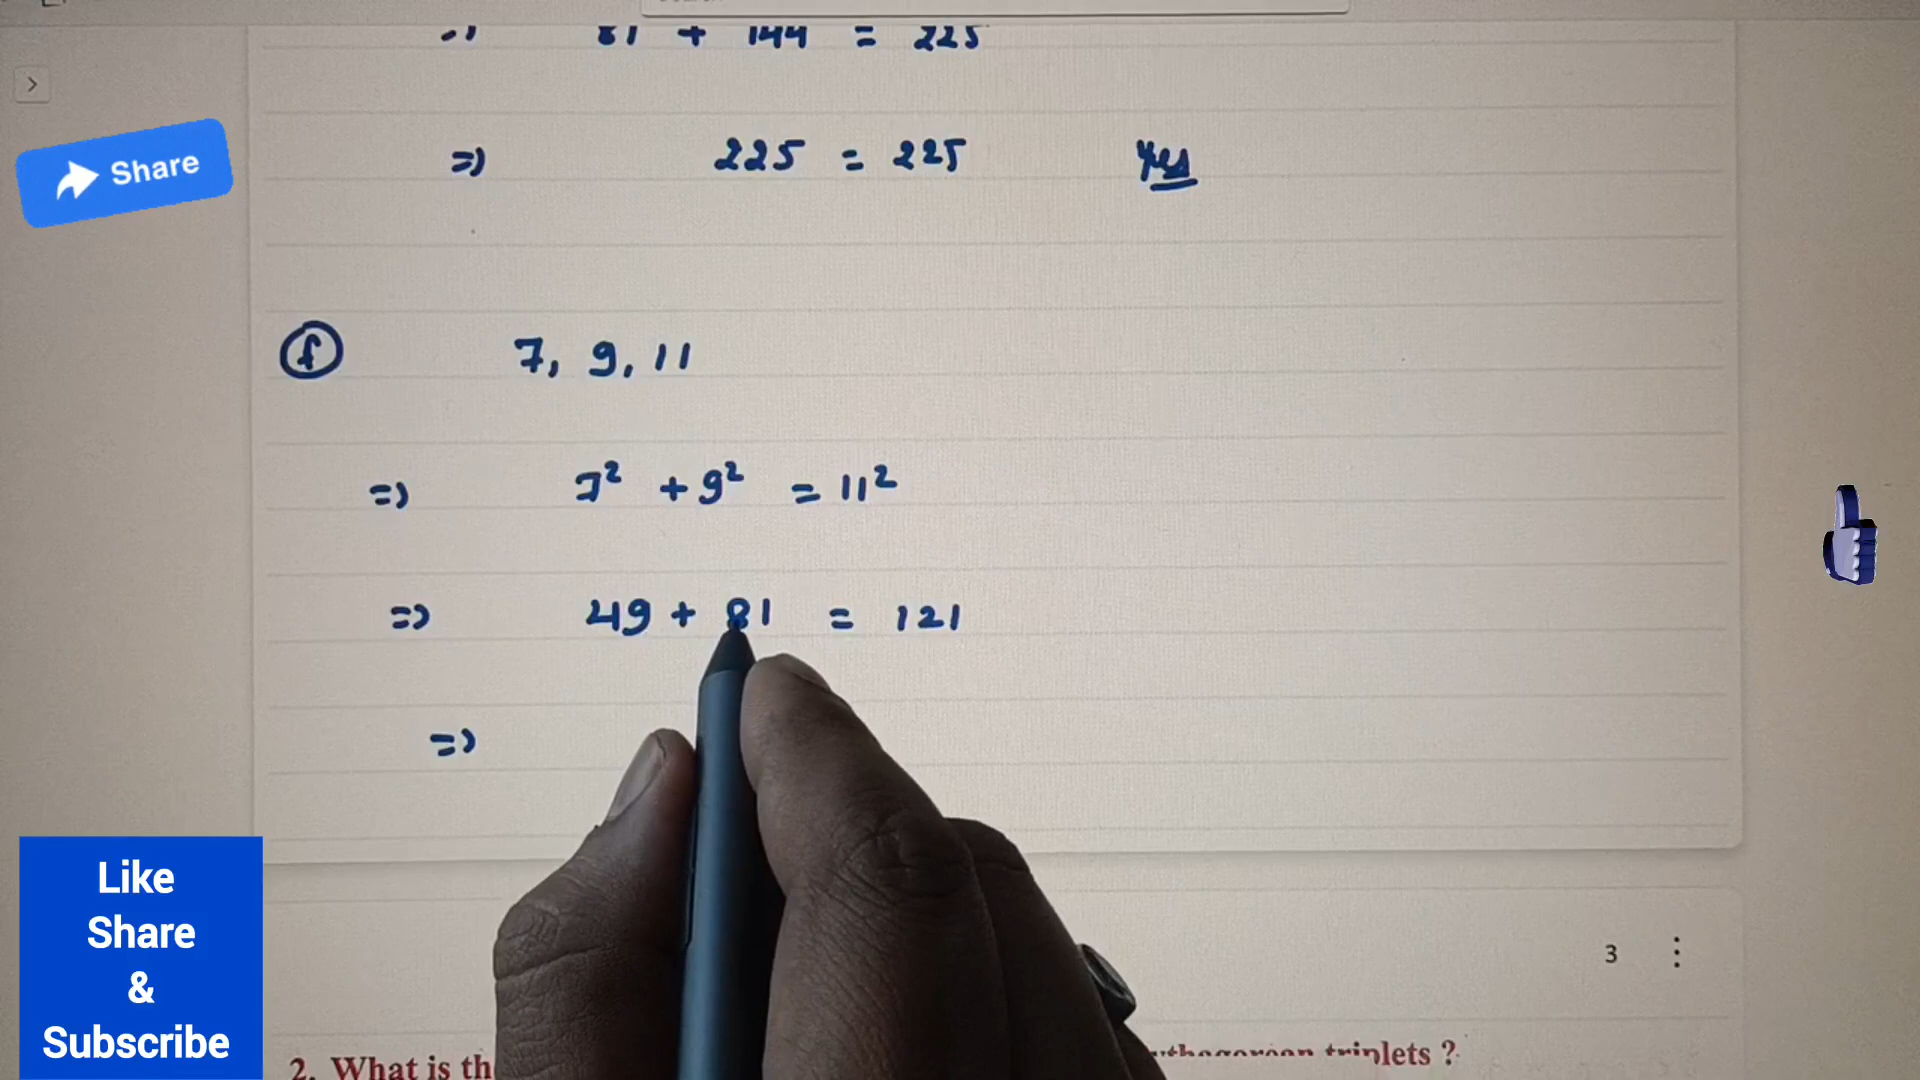 81 + 144 = 225
Share
=) 225 = 225 Yes
f 7, 9, 11
=) 7² + 9² = 11²
=) 49 + 81 = 121
=)
Like
Share
&
Subscribe
3
2. What is th triplets ?